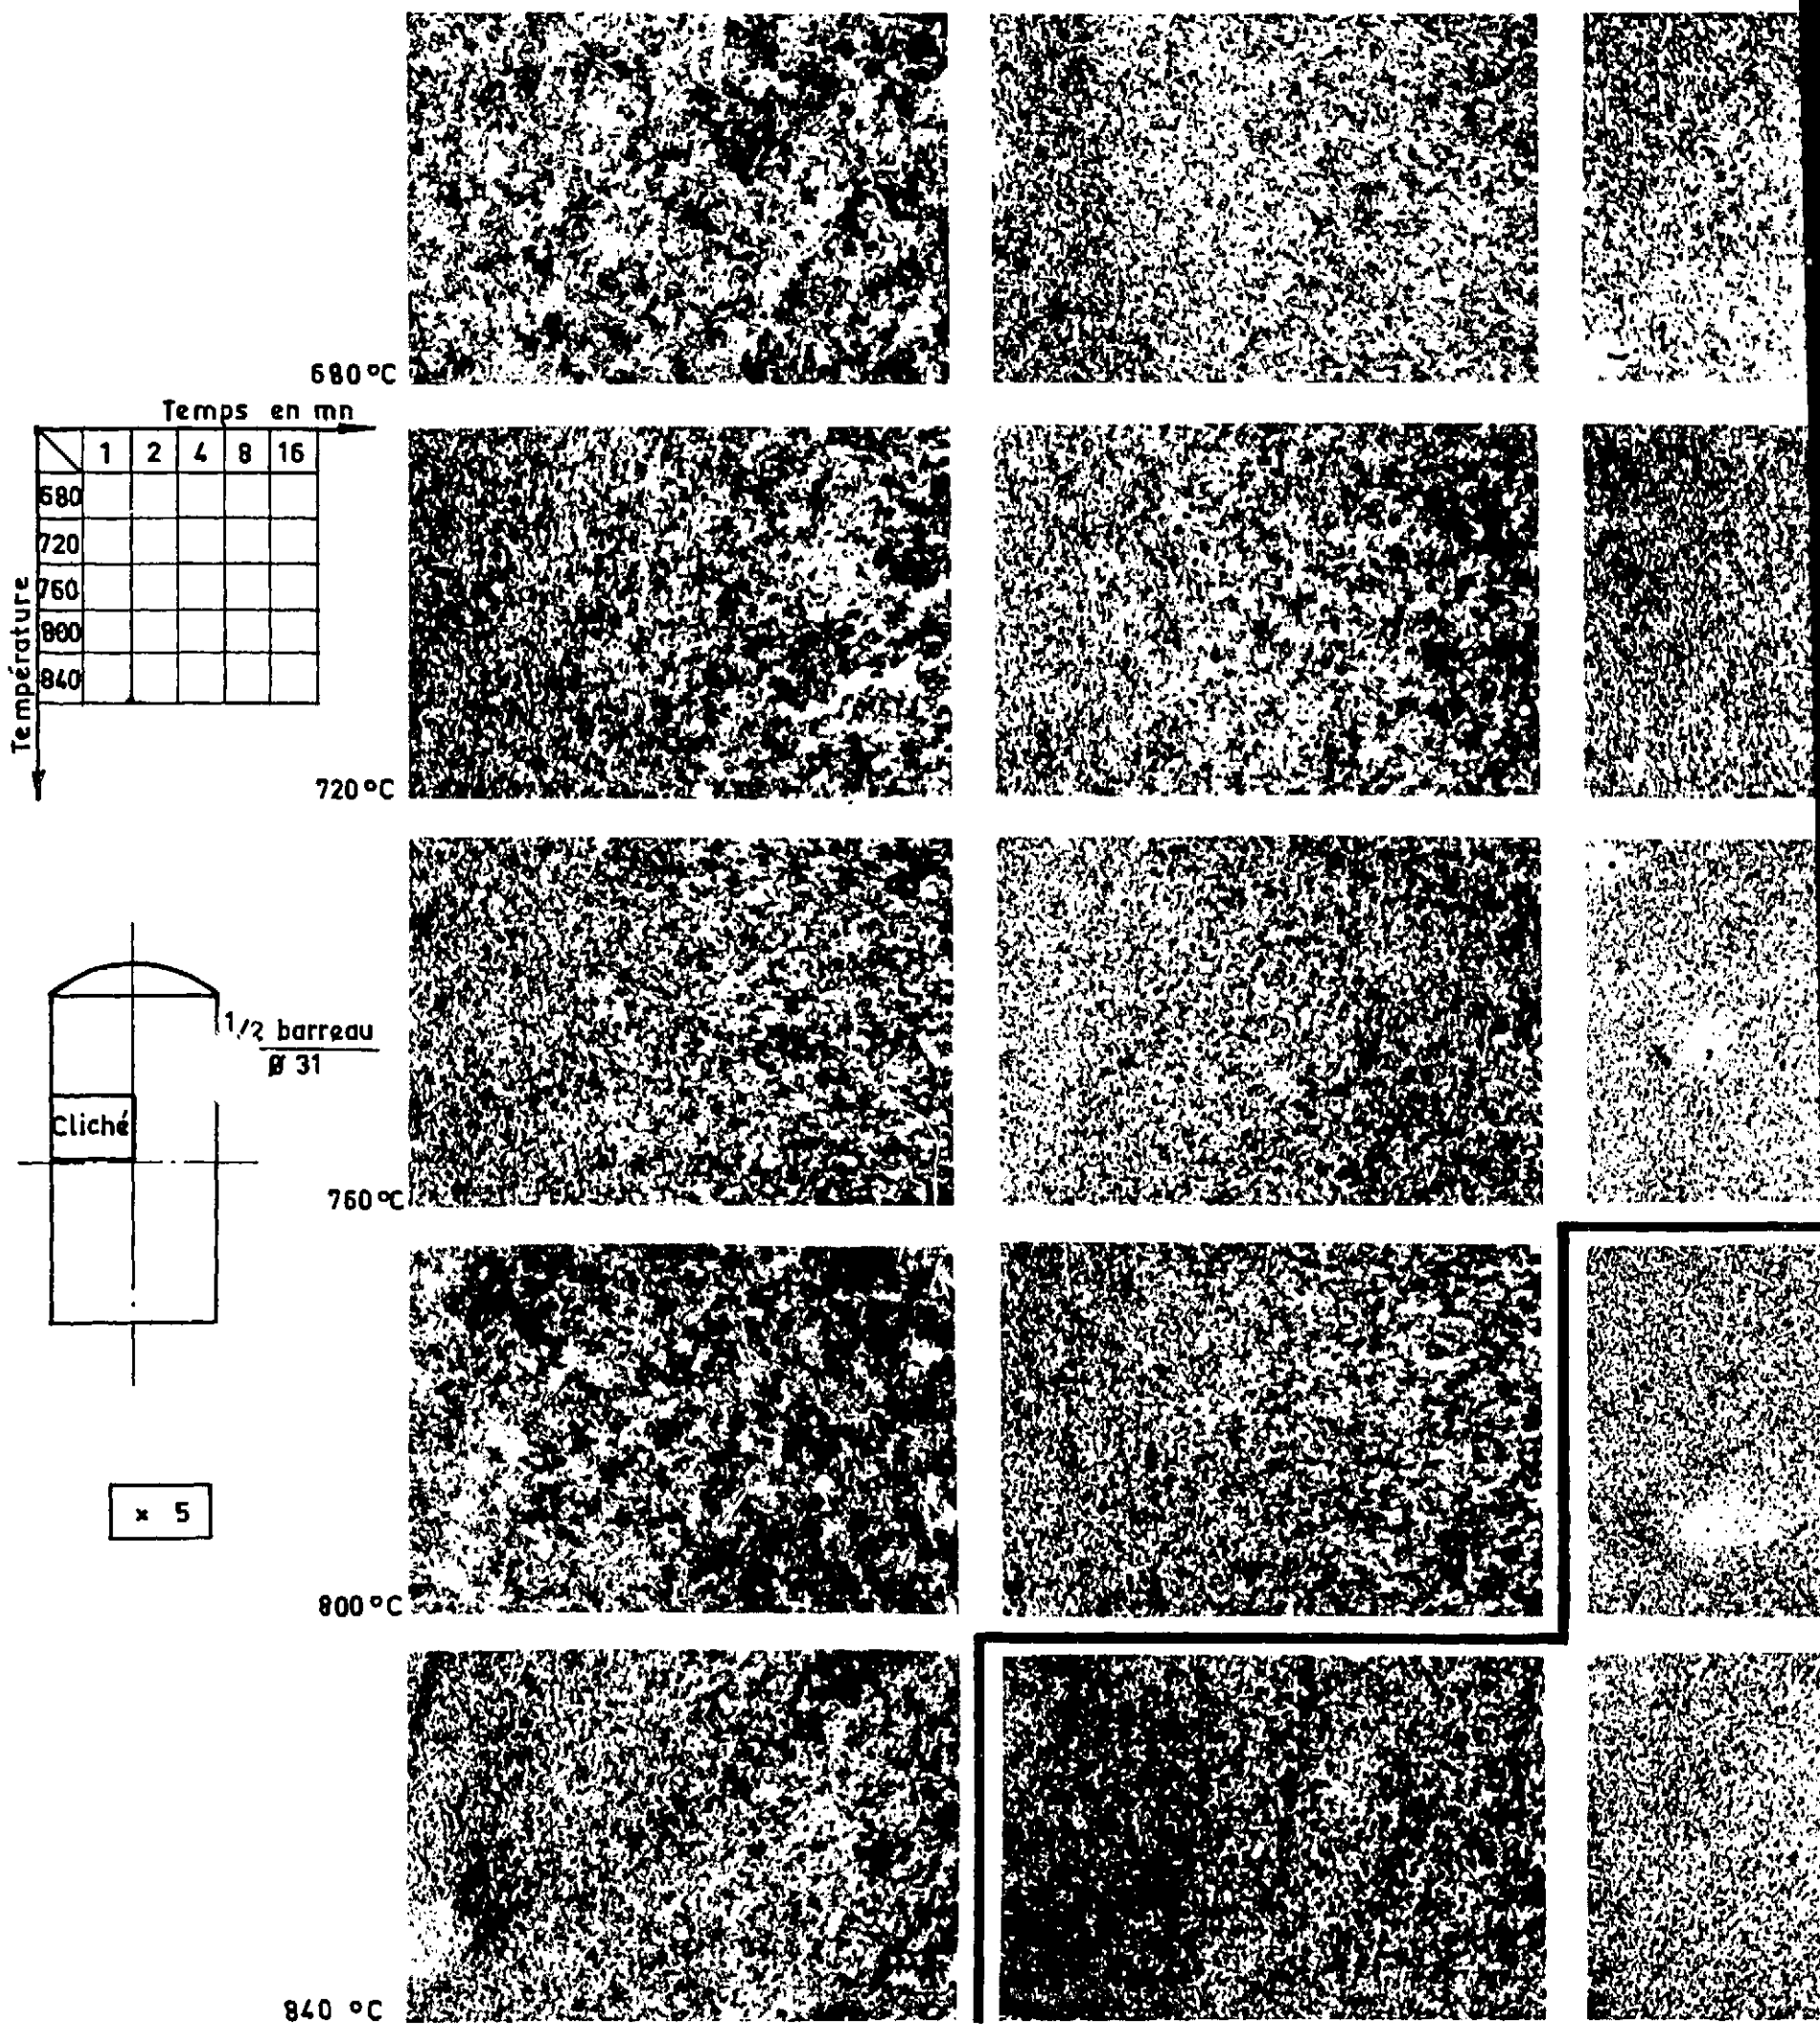 680 °C
Temps en mn
1 2 4 8 16
680
720
760
800
840
Température
720 °C
1/2 barreau
Ø 31
Cliché
760 °C
× 5
800 °C
840 °C